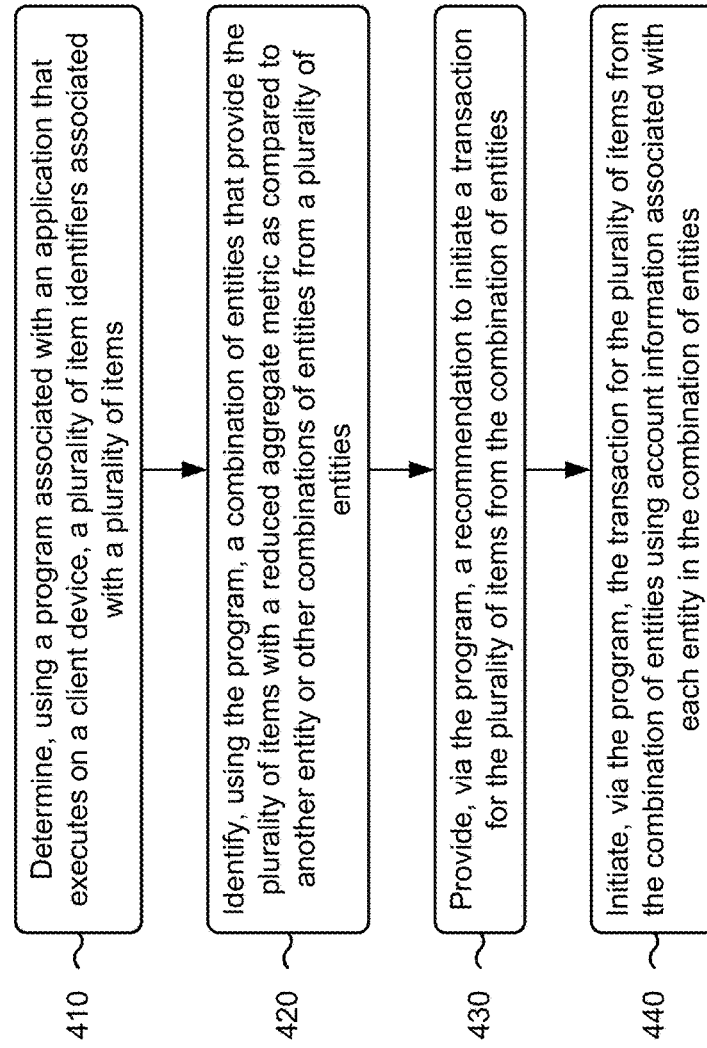 410
Determine, using a program associated with an application that
executes on a client device, a plurality of item identifiers associated
with a plurality of items
420
Identify, using the program, a combination of entities that provide the
plurality of items with a reduced aggregate metric as compared to
another entity or other combinations of entities from a plurality of
entities
430
Provide, via the program, a recommendation to initiate a transaction
for the plurality of items from the combination of entities
440
Initiate, via the program, the transaction for the plurality of items from
the combination of entities using account information associated with
each entity in the combination of entities